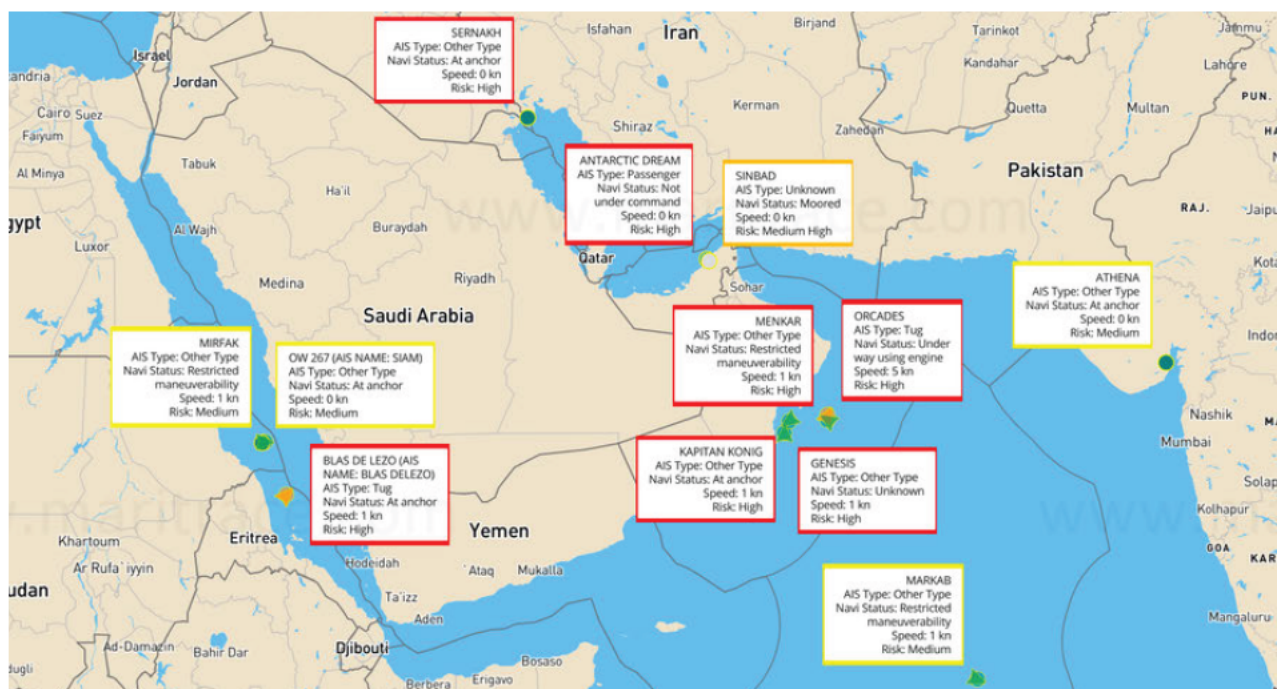 SERNAKH
AIS Type: Other Type
Navi Status: At anchor
Speed: 0 kn
Risk: High
Isfahan
Iran
Birjand
Tarinkot
Kandahar
Jammu
Lahore
PUN.
Israel
Jordan
andria
Cairo
Suez
Faiyum
Al Minya
Tabuk
Shiraz
Kerman
Zahedan
Quetta
Multan
Pakistan
RAJ.
Jaipu
gypt
Luxor
Al Wajh
Ha'il
Buraydah
Medina
Riyadh
Qatar
Saudi Arabia
Sohar
ANTARCTIC DREAM
AIS Type: Passenger
Navi Status: Not
under command
Speed: 0 kn
Risk: High
SINBAD
AIS Type: Unknown
Navi Status: Moored
Speed: 0 kn
Risk: Medium High
ATHENA
AIS Type: Other Type
Navi Status: At anchor
Speed: 0 kn
Risk: Medium
MIRFAK
AIS Type: Other Type
Navi Status: Restricted
maneuverability
Speed: 1 kn
Risk: Medium
OW 267 (AIS NAME: SIAM)
AIS Type: Other Type
Navi Status: At anchor
Speed: 0 kn
Risk: Medium
MENKAR
AIS Type: Other Type
Navi Status: Restricted
maneuverability
Speed: 1 kn
Risk: High
ORCADES
AIS Type: Tug
Navi Status: Under
way using engine
Speed: 5 kn
Risk: High
BLAS DE LEZO (AIS
NAME: BLAS DELEZO)
AIS Type: Tug
Navi Status: At anchor
Speed: 1 kn
Risk: High
KAPITAN KONIG
AIS Type: Other Type
Navi Status: At anchor
Speed: 1 kn
Risk: High
GENESIS
AIS Type: Other Type
Navi Status: Unknown
Speed: 1 kn
Risk: High
Indor
Nashik
Mumbai
Solap
Kolhapur
GOA
KAR
Mangaluru
Khartoum
Ar Rufa`iyyin
Eritrea
Yemen
Hodeidah
`Ataq
Mukalla
Ta'izz
Aden
udan
Ad-Damazin
Bahir Dar
Djibouti
Bosaso
Berbera
Erigavo
MARKAB
AIS Type: Other Type
Navi Status: Restricted
maneuverability
Speed: 1 kn
Risk: Medium